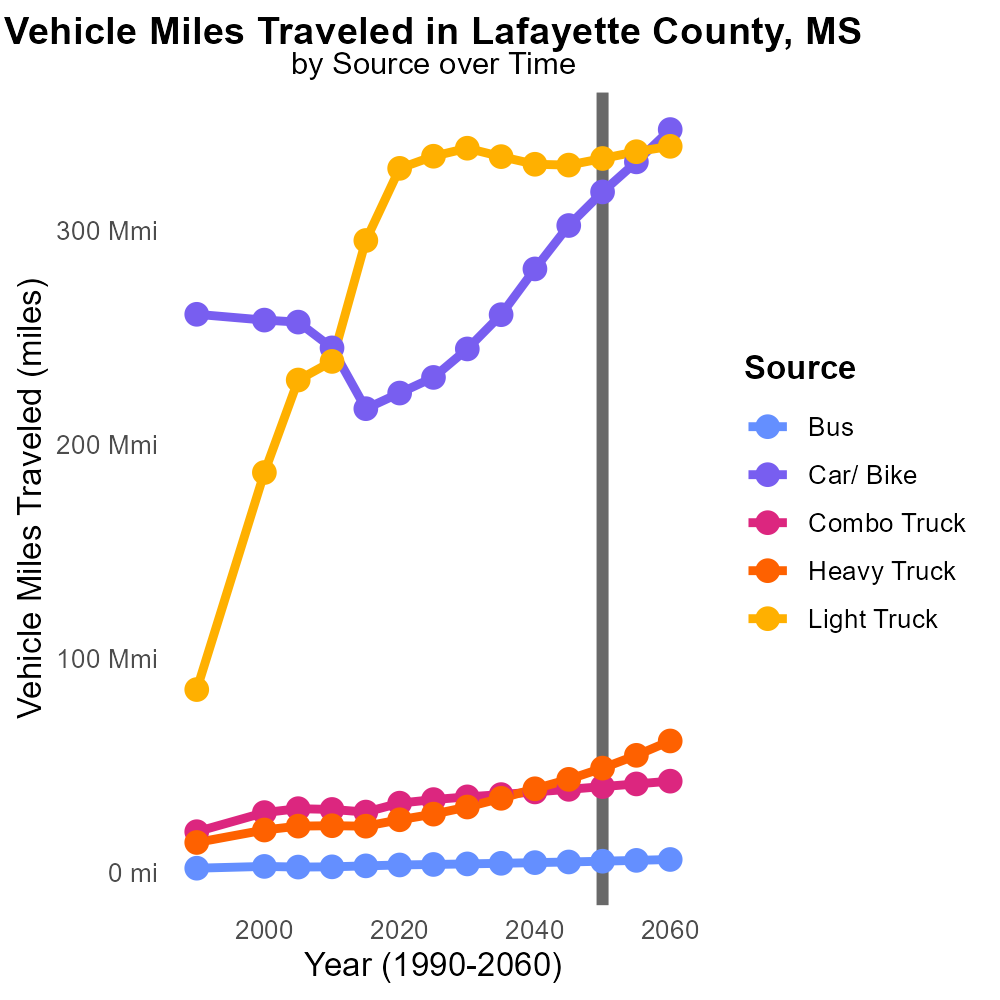 Vehicle Miles Traveled in Lafayette County, MS
by Source over Time
Vehicle Miles Traveled (miles)
300 Mmi
200 Mmi
100 Mmi
0 mi
2000 2020 2040 2060
Year (1990-2060)
Source
Bus
Car/ Bike
Combo Truck
Heavy Truck
Light Truck